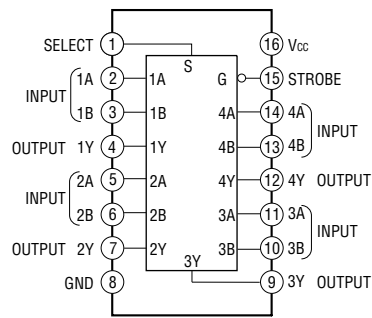 SELECT 1 S 16 Vcc
1A 2 1A G 15 STROBE
INPUT
1B 3 1B 4A 14 4A
INPUT
OUTPUT 1Y 4 1Y 4B 13 4B
2A 5 2A 4Y 12 4Y OUTPUT
INPUT
2B 6 2B 3A 11 3A
INPUT
OUTPUT 2Y 7 2Y 3B 10 3B
GND 8 3Y 9 3Y OUTPUT